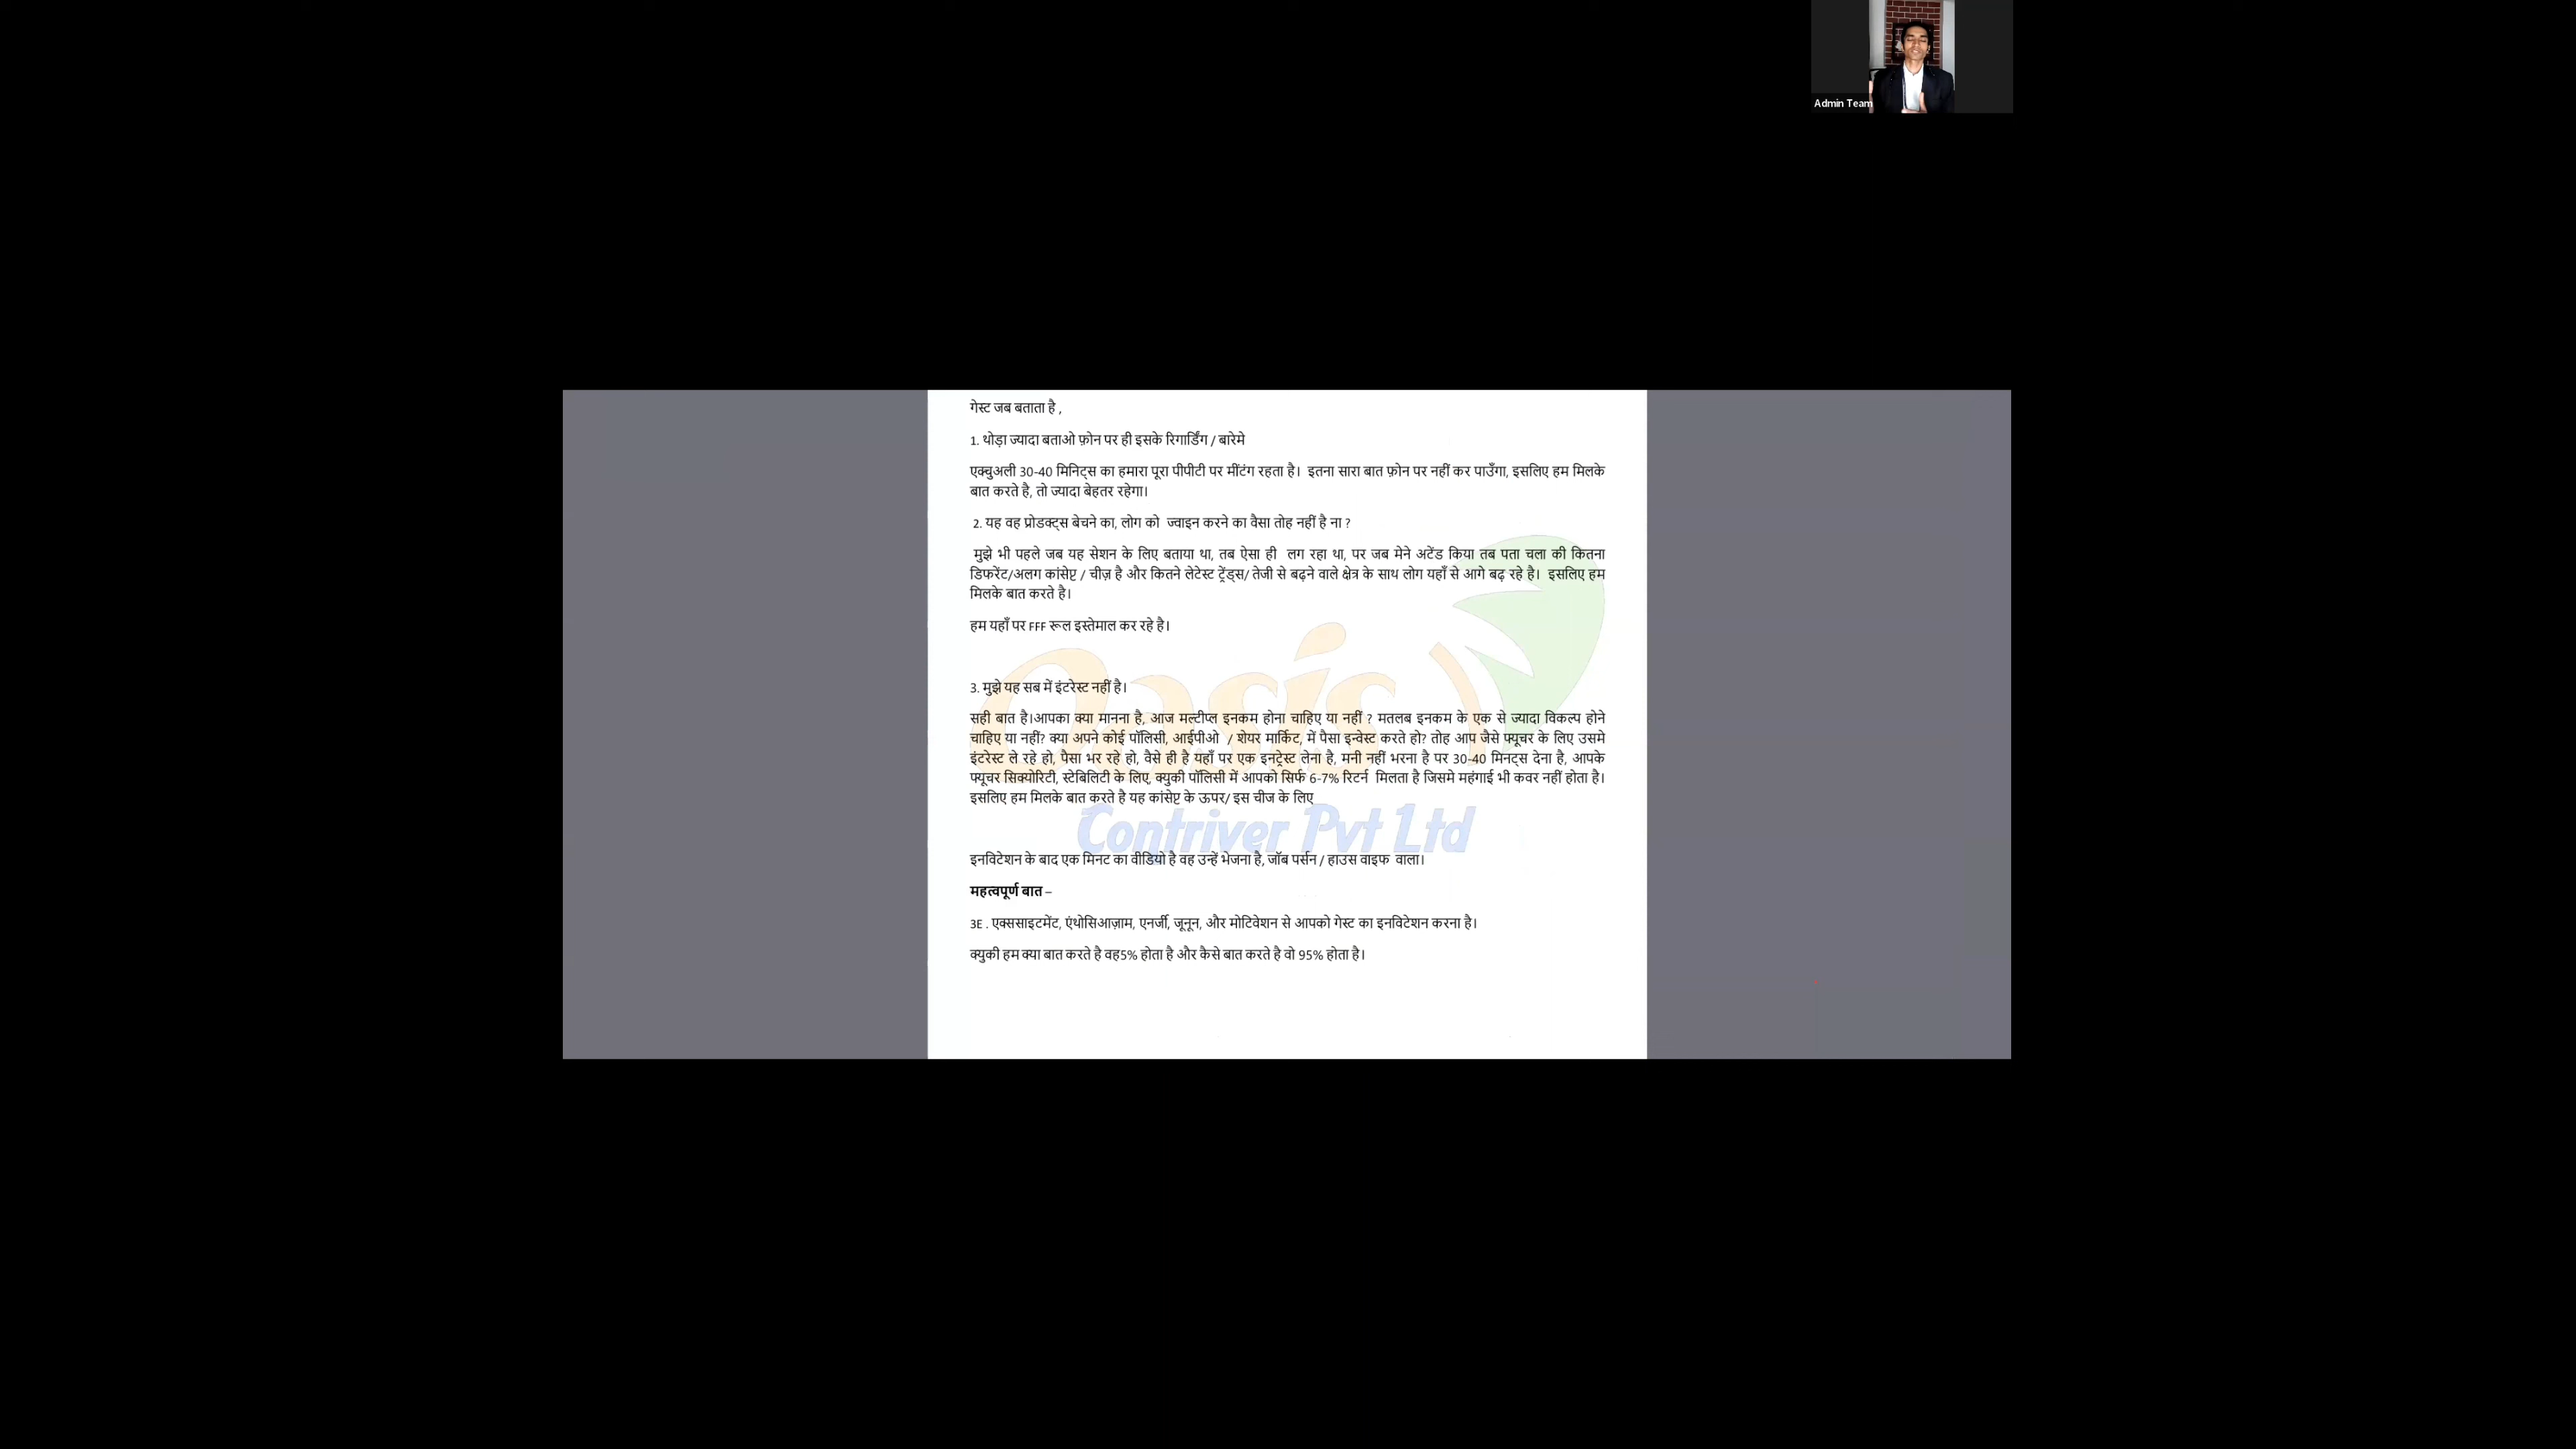 Admin Team
गेस्ट जब बताता है ,
1. थोड़ा ज्यादा बताओ फ़ोन पर ही इसके रिगार्डिंग / बारेमे
एक्चुअली 30-40 मिनिट्स का हमारा पूरा पीपीटी पर मींटंग रहता है। इतना सारा बात फ़ोन पर नहीं कर पाउँगा, इसलिए हम मिलके
बात करते है, तो ज्यादा बेहतर रहेगा।
2. यह वह प्रोडक्ट्स बेचने का, लोग को ज्वाइन करने का वैसा तोह नहीं है ना ?
मुझे भी पहले जब यह सेशन के लिए बताया था, तब ऐसा ही लग रहा था, पर जब मेने अटेंड किया तब पता चला की कितना
डिफरेंट/अलग कांसेप्ट / चीज़ है और कितने लेटेस्ट ट्रेंड्स/ तेजी से बढ़ने वाले क्षेत्र के साथ लोग यहाँ से आगे बढ़ रहे है। इसलिए हम
मिलके बात करते है।
हम यहाँ पर FFF रूल इस्तेमाल कर रहे है।
Oasis
3. मुझे यह सब में इंटरेस्ट नहीं है।
सही बात है।आपका क्या मानना है, आज मल्टीप्ल इनकम होना चाहिए या नहीं ? मतलब इनकम के एक से ज्यादा विकल्प होने
चाहिए या नहीं? क्या अपने कोई पॉलिसी, आईपीओ / शेयर मार्किट, में पैसा इन्वेस्ट करते हो? तोह आप जैसे फ्यूचर के लिए उसमे
इंटरेस्ट ले रहे हो, पैसा भर रहे हो, वैसे ही है यहाँ पर एक इनट्रेस्ट लेना है, मनी नहीं भरना है पर 30-40 मिनट्स देना है, आपके
फ्यूचर सिक्योरिटी, स्टेबिलिटी के लिए, क्युकी पॉलिसी में आपको सिर्फ 6-7% रिटर्न मिलता है जिसमे महंगाई भी कवर नहीं होता है।
इसलिए हम मिलके बात करते है यह कांसेप्ट के ऊपर/ इस चीज के लिए
Contriver Pvt Ltd
इनविटेशन के बाद एक मिनट का वीडियो है वह उन्हें भेजना है, जॉब पर्सन / हाउस वाइफ वाला।
महत्वपूर्ण बात –
3E . एक्ससाइटमेंट, एंथोसिआज़ाम, एनर्जी, जूनून, और मोटिवेशन से आपको गेस्ट का इनविटेशन करना है।
क्युकी हम क्या बात करते है वह5% होता है और कैसे बात करते है वो 95% होता है।